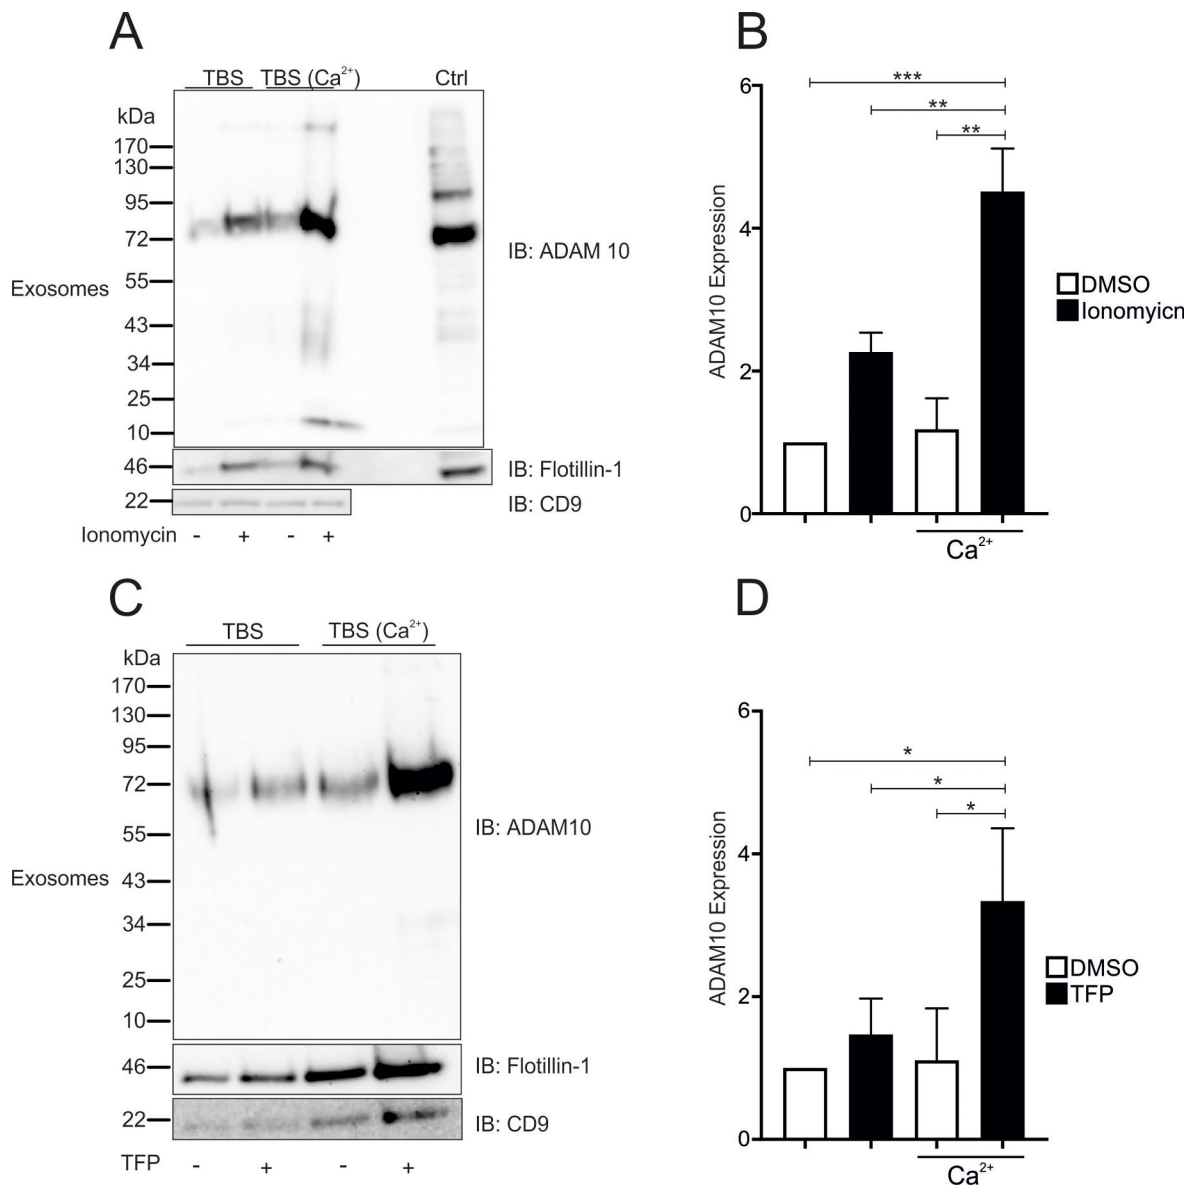 A
TBS TBS (Ca²⁺) Ctrl
kDa
170
130
95
72
55
43
34
25
10
46
22
Exosomes
IB: ADAM 10
IB: Flotillin-1
IB: CD9
Ionomycin - + - +
B
***
**
**
6
4
2
0
ADAM10 Expression
DMSO
Ionomyicn
Ca²⁺
C
TBS TBS (Ca²⁺)
kDa
170
130
95
72
55
43
34
25
10
46
22
Exosomes
IB: ADAM10
IB: Flotillin-1
IB: CD9
TFP - + - +
D
*
*
*
6
4
2
0
ADAM10 Expression
DMSO
TFP
Ca²⁺